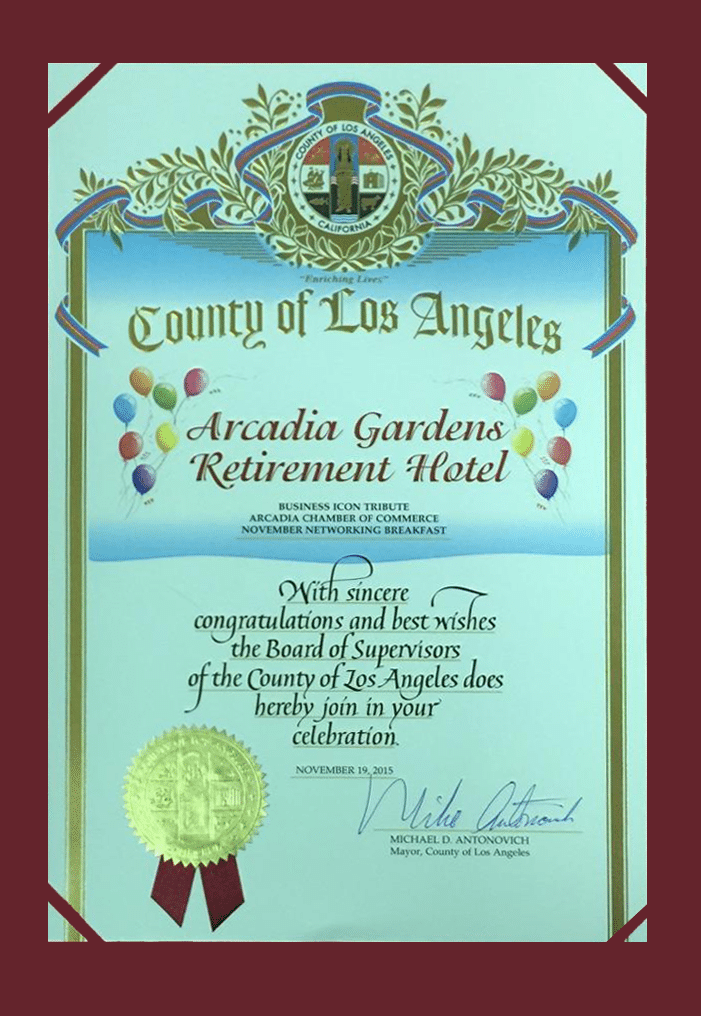 COUNTY OF LOS ANGELES
CALIFORNIA
"Enriching Lives"
County of Los Angeles
Arcadia Gardens
Retirement Hotel
BUSINESS ICON TRIBUTE
ARCADIA CHAMBER OF COMMERCE
NOVEMBER NETWORKING BREAKFAST
With sincere
congratulations and best wishes
the Board of Supervisors
of the County of Los Angeles does
hereby join in your
celebration.
NOVEMBER 19, 2015
Mike Antonovich
MICHAEL D. ANTONOVICH
Mayor, County of Los Angeles